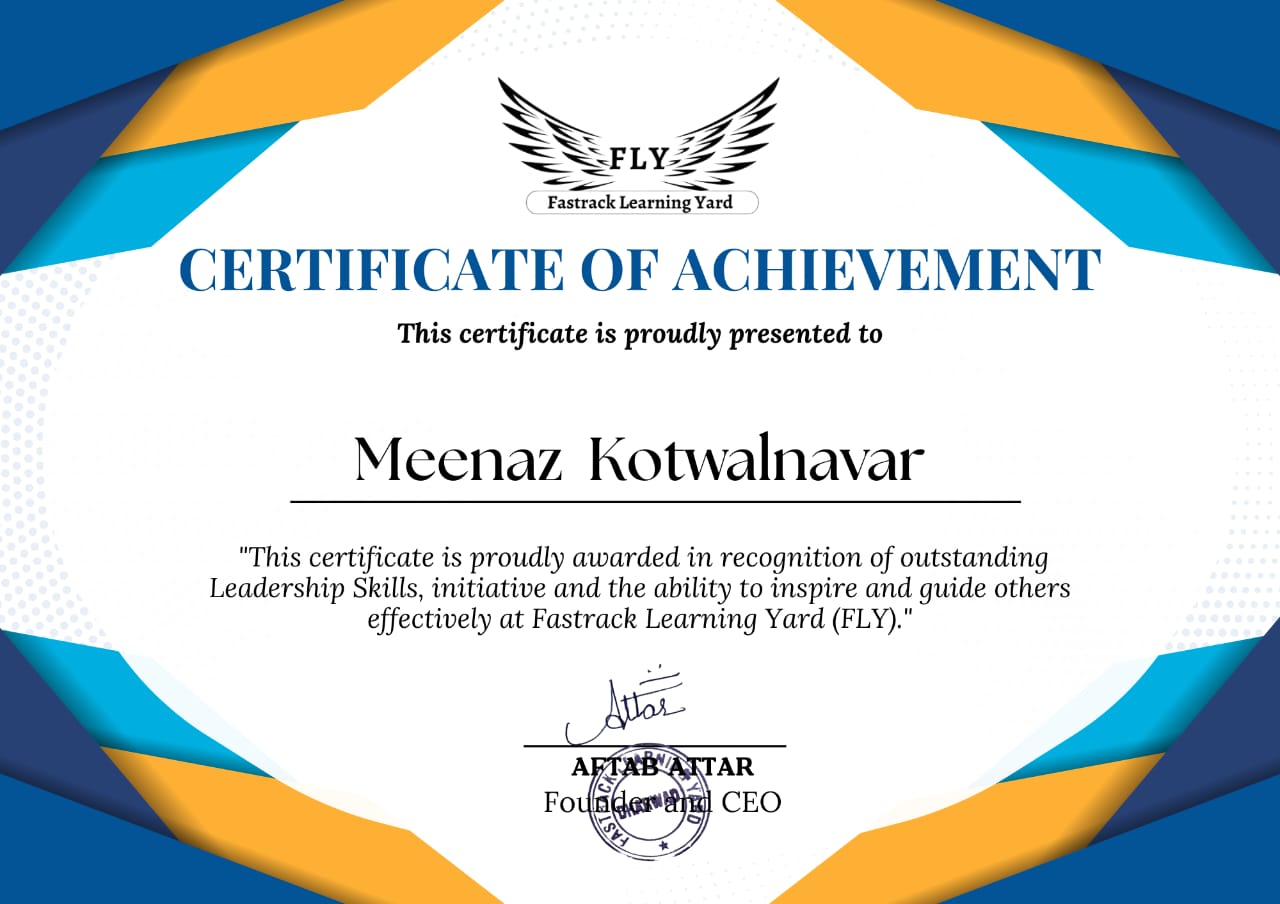 FLY
Fastrack Learning Yard
CERTIFICATE OF ACHIEVEMENT
This certificate is proudly presented to
Meenaz Kotwalnavar
"This certificate is proudly awarded in recognition of outstanding
Leadership Skills, initiative and the ability to inspire and guide others
effectively at Fastrack Learning Yard (FLY)."
Attar
AFTAB ATTAR
Founder and CEO
FASTRACK LEARNING YARD
DHARWAD